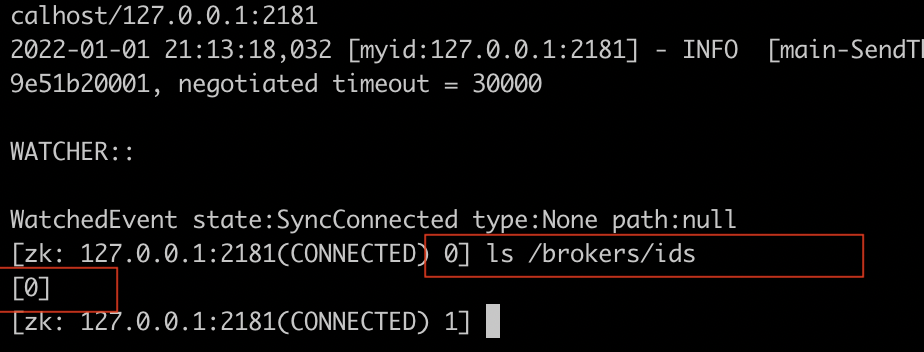 calhost/127.0.0.1:2181
2022-01-01 21:13:18,032 [myid:127.0.0.1:2181] - INFO  [main-SendTh
9e51b20001, negotiated timeout = 30000
WATCHER::
WatchedEvent state:SyncConnected type:None path:null
[zk: 127.0.0.1:2181(CONNECTED) 0] ls /brokers/ids
[0]
[zk: 127.0.0.1:2181(CONNECTED) 1]